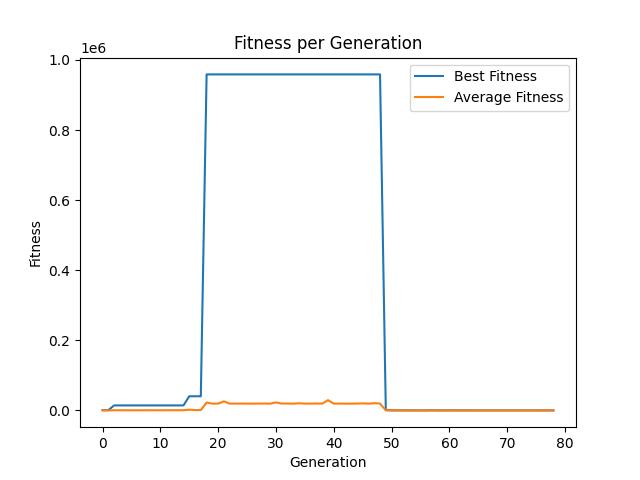 Fitness per Generation
1e6
1.0
0.8
0.6
0.4
0.2
0.0
Fitness
Best Fitness
Average Fitness
0 10 20 30 40 50 60 70 80
Generation